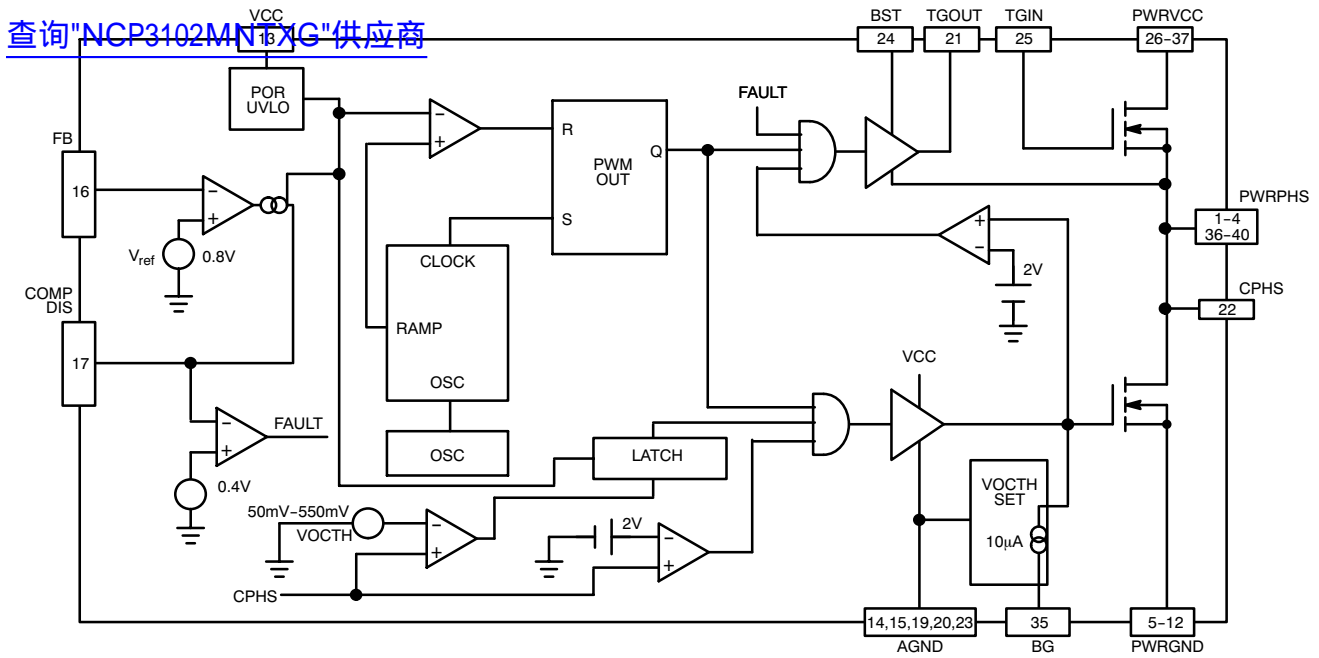 VCC
查询"NCP3102MNTXG"供应商
13
BST
TGOUT
TGIN
PWRVCC
24
21
25
26-37
POR
UVLO
FAULT
FB
16
−
+
R
Q
PWM
OUT
S
−
+
Vref
0.8V
PWRPHS
1-4
36-40
+
−
2V
CLOCK
COMP
DIS
CPHS
22
RAMP
17
VCC
OSC
FAULT
−
+
LATCH
OSC
0.4V
VOCTH
SET
50mV-550mV
VOCTH
2V
10µA
−
+
−
+
CPHS
14,15,19,20,23
35
5-12
AGND
BG
PWRGND